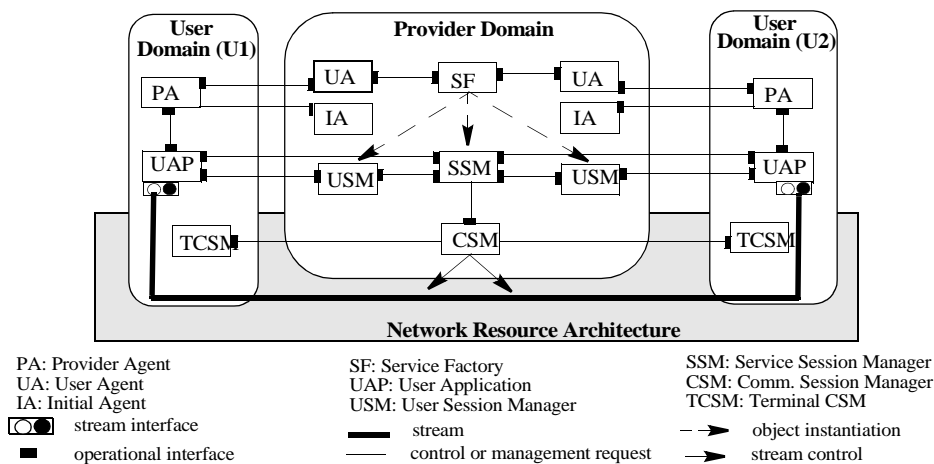 User
Domain (U1)
Provider Domain
User
Domain (U2)
PA
UA
SF
UA
PA
IA
IA
UAP
USM
SSM
USM
UAP
TCSM
CSM
TCSM
Network Resource Architecture
PA: Provider Agent
UA: User Agent
IA: Initial Agent
stream interface
operational interface
SF: Service Factory
UAP: User Application
USM: User Session Manager
stream
control or management request
SSM: Service Session Manager
CSM: Comm. Session Manager
TCSM: Terminal CSM
object instantiation
stream control